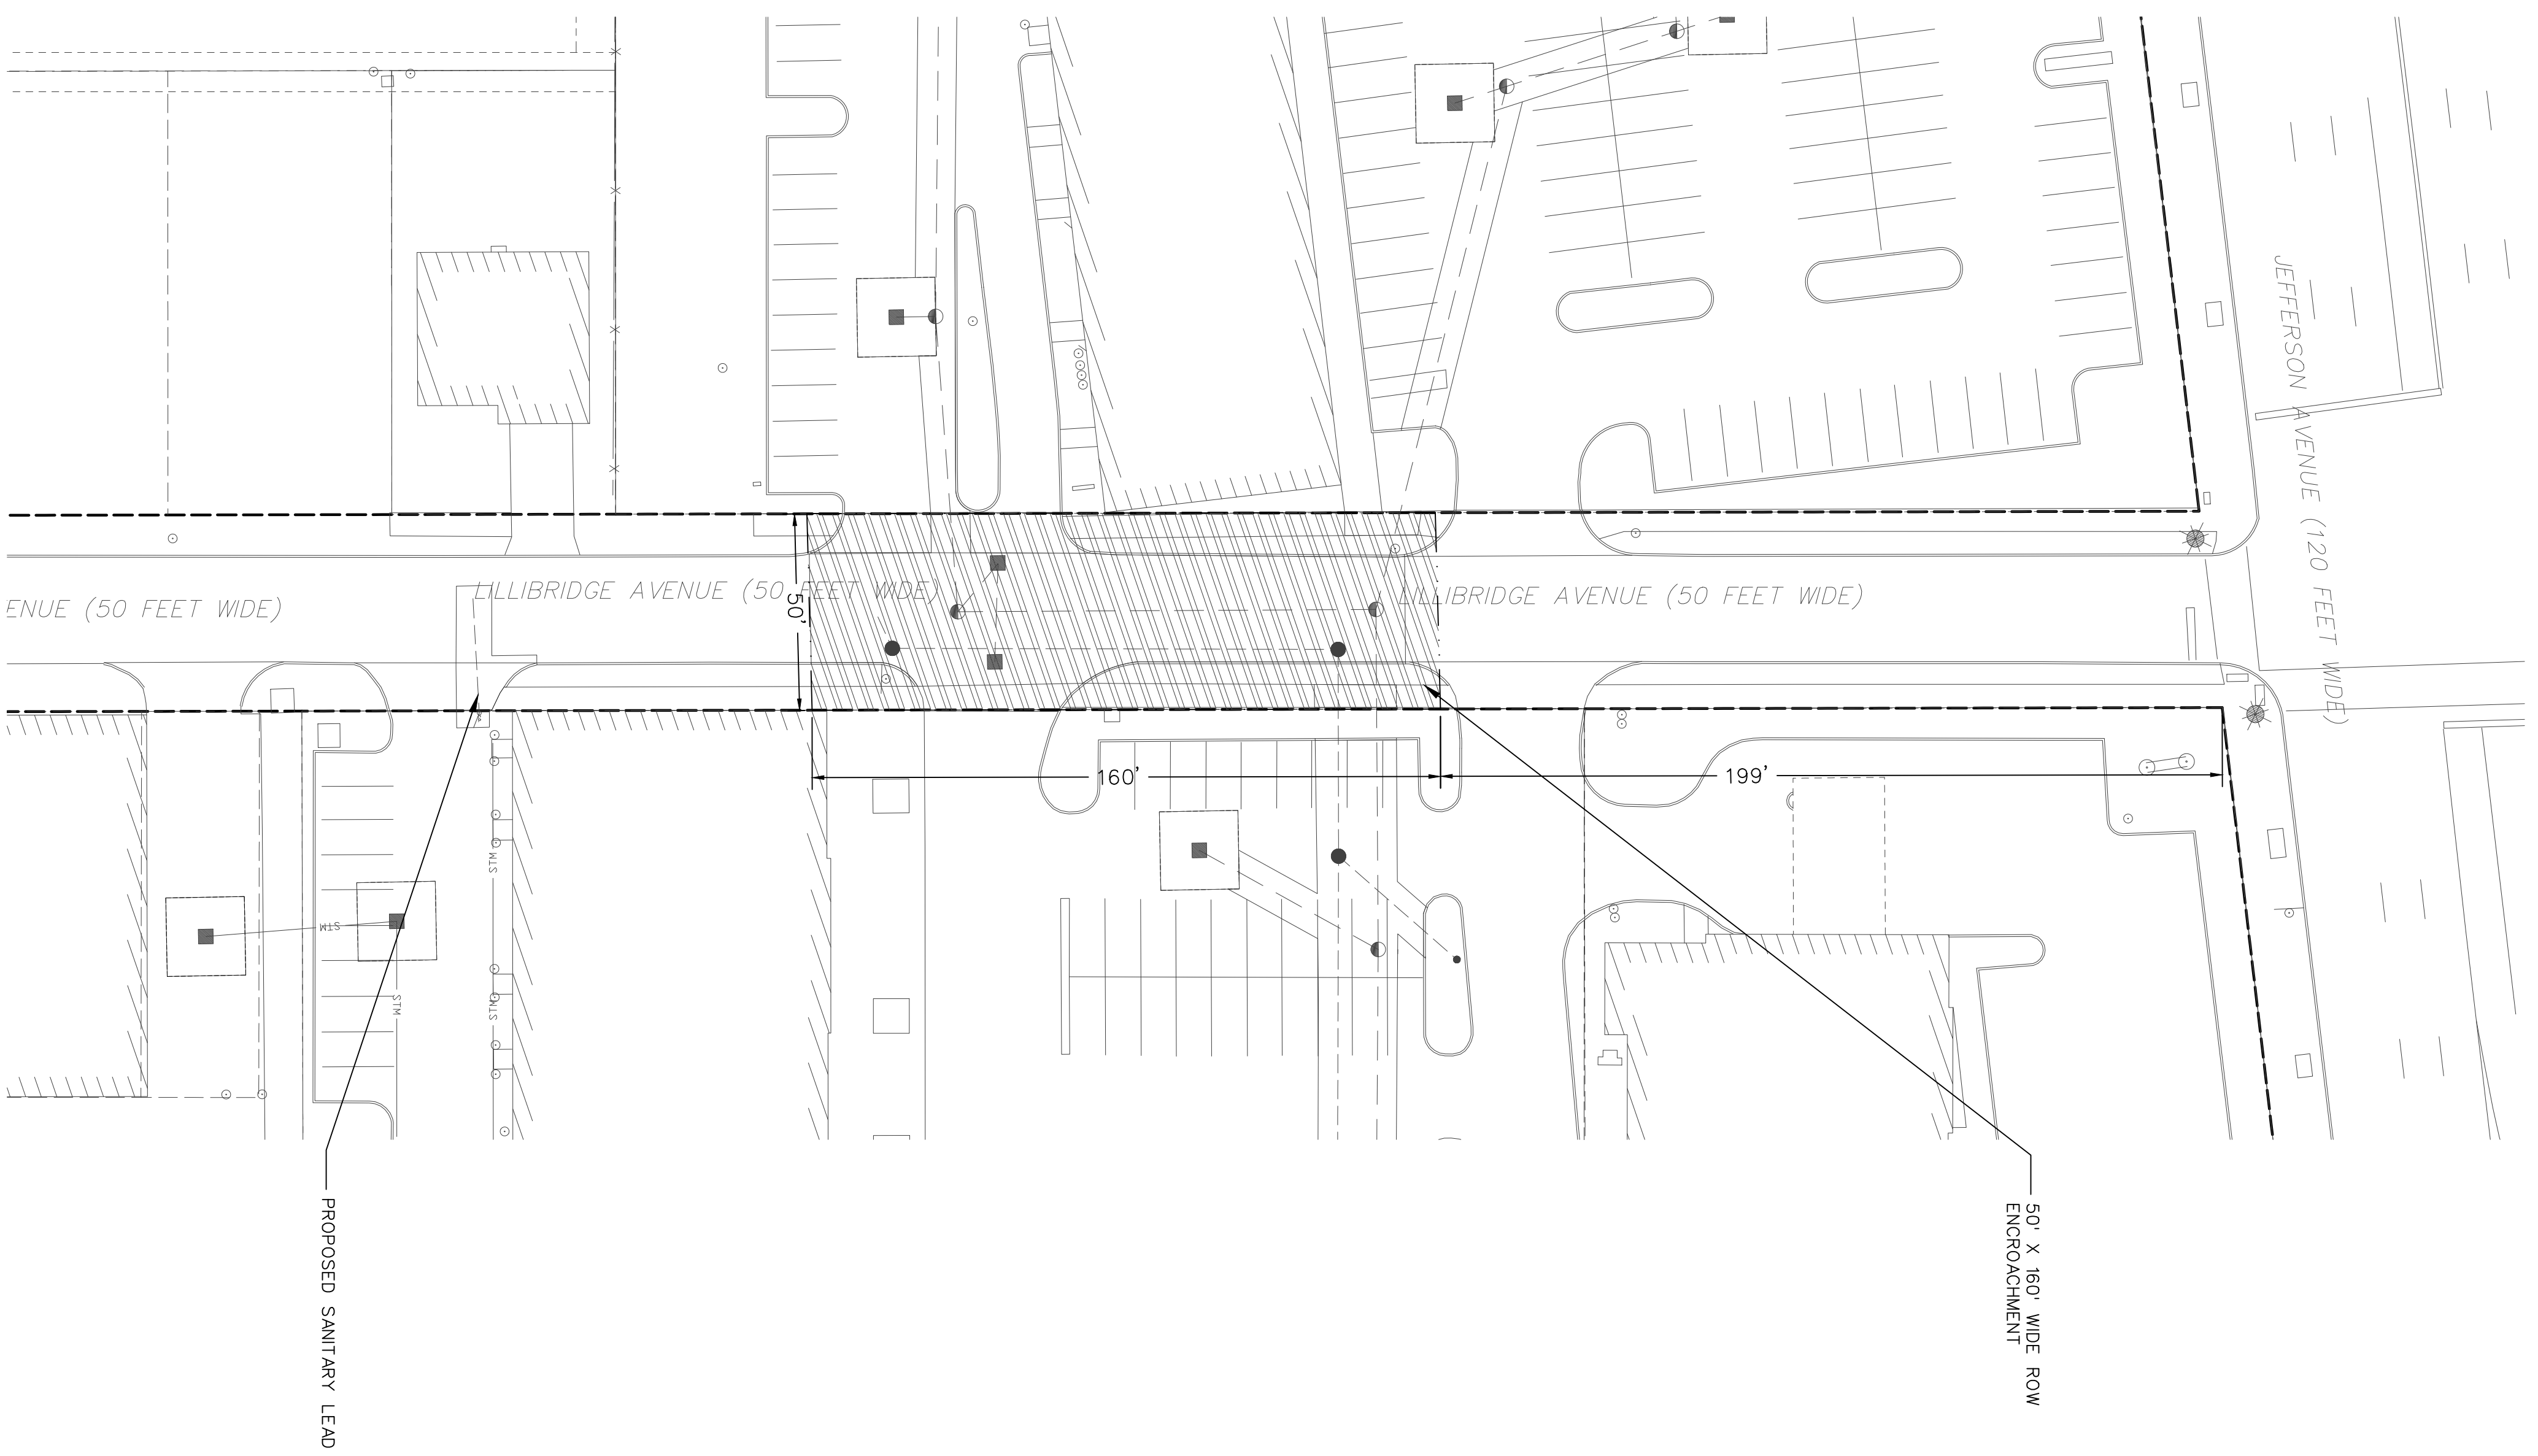 JEFFERSON AVENUE (120 FEET WIDE)
ENUE (50 FEET WIDE)
LILLIBRIDGE AVENUE (50 FEET WIDE)
LILLIBRIDGE AVENUE (50 FEET WIDE)
50'
160'
199'
STM
STM
STM
STM
PROPOSED SANITARY LEAD
50' X 160' WIDE ROW
ENCROACHMENT